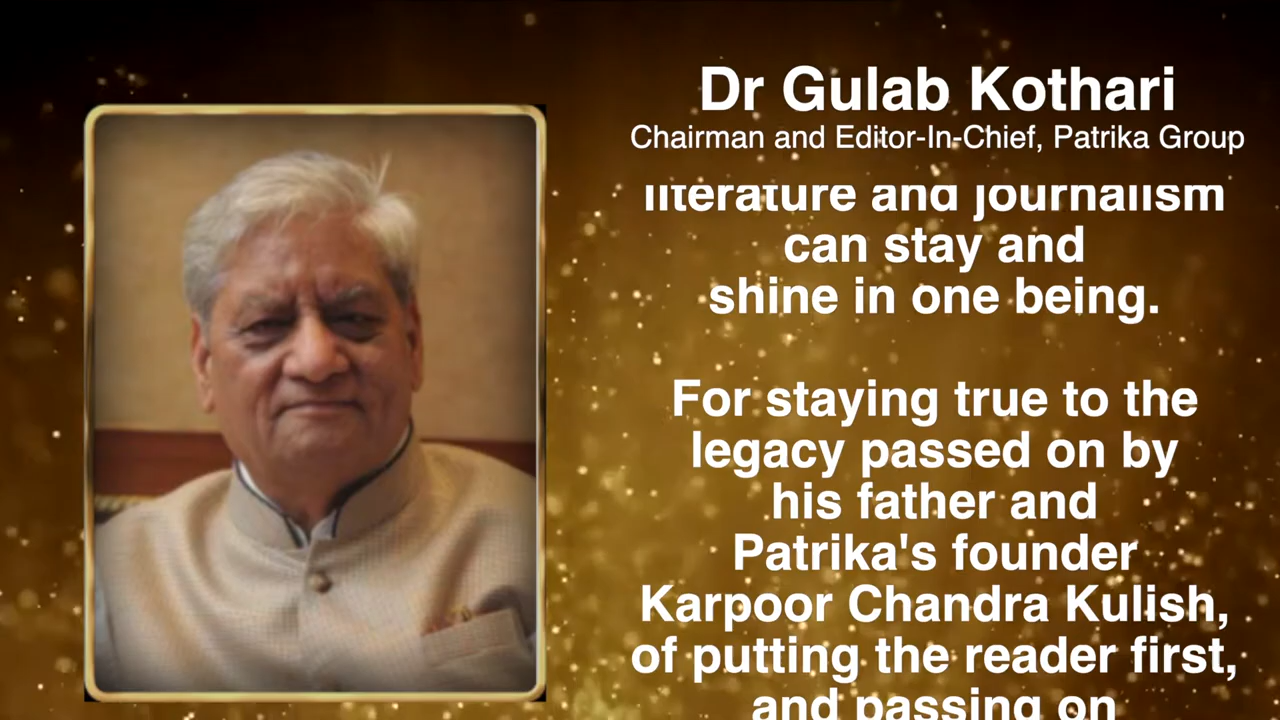 Dr Gulab Kothari
Chairman and Editor-In-Chief, Patrika Group
literature and journalism
can stay and
shine in one being.
For staying true to the
legacy passed on by
his father and
Patrika's founder
Karpoor Chandra Kulish,
of putting the reader first,
and passing on